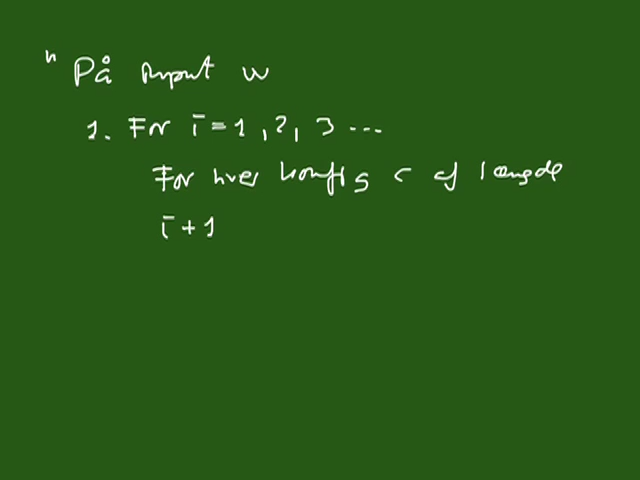 " På input w
1. For i = 1, 2, 3 ...
For hver konfig c af længde
i + 1